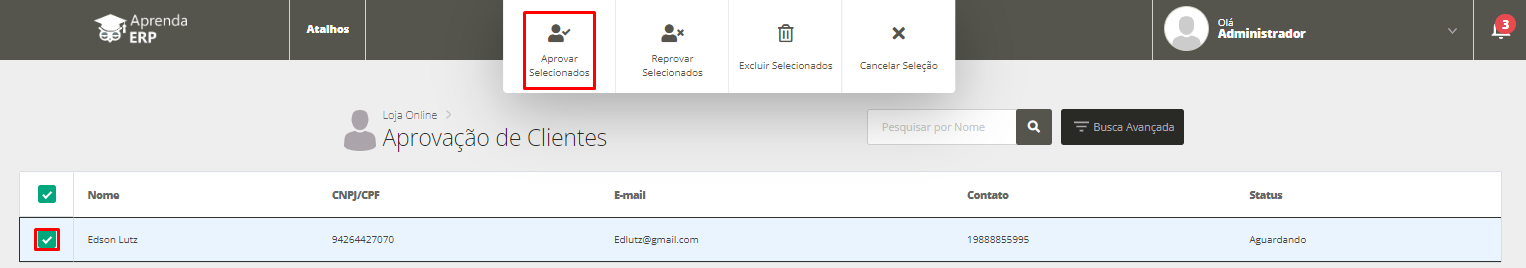 Aprenda
ERP
Atalhos
Aprovar
Selecionados
Reprovar
Selecionados
Excluir Selecionados
Cancelar Seleção
Olá
Administrador
3
Loja Online
Aprovação de Clientes
Pesquisar por Nome
Busca Avançada
Nome CNPJ/CPF E-mail Contato Status
Edson Lutz 94264427070 Edlutz@gmail.com 19888855995 Aguardando